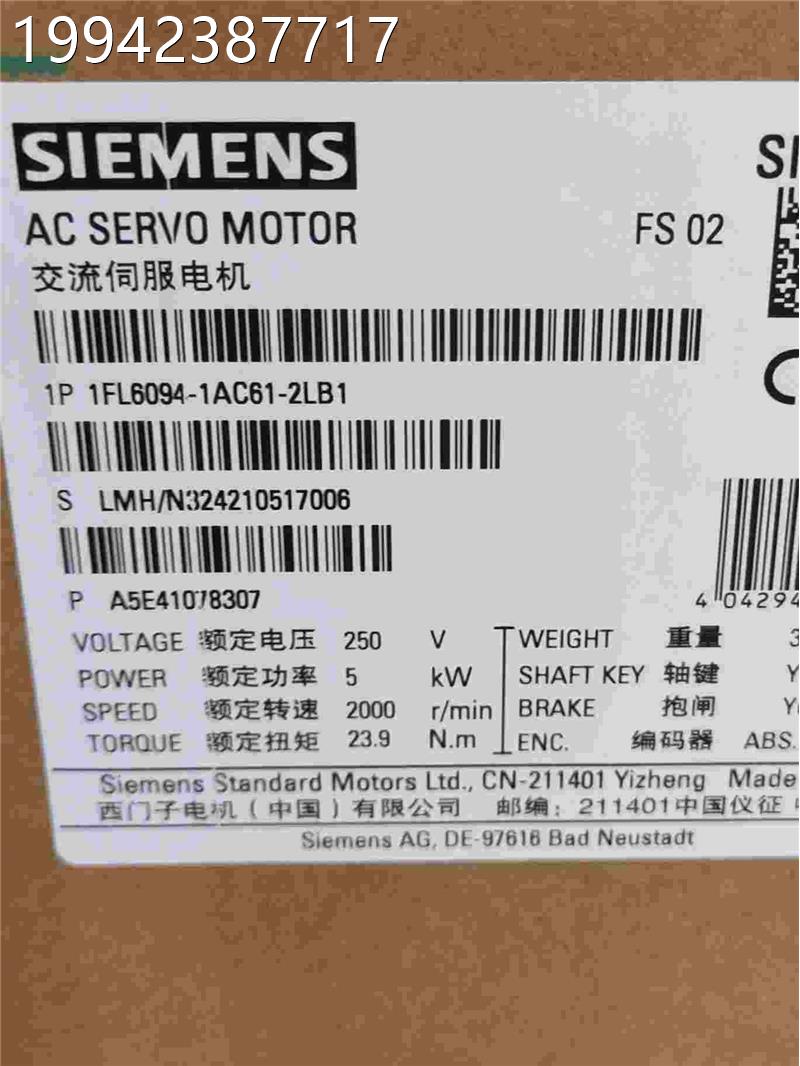 19942387717
SIEMENS
AC SERVO MOTOR
FS 02
交流伺服电机
1P 1FL6094-1AC61-2LB1
S LMH/N324210517006
P A5E41078307
4 04294
VOLTAGE 额定电压 250 V
POWER 额定功率 5 kW
SPEED 额定转速 2000 r/min
TORQUE 额定扭矩 23.9 N.m
WEIGHT 重量 3
SHAFT KEY 轴键 Y
BRAKE 抱闸
ENC. 编码器 ABS.
Siemens Standard Motors Ltd., CN-211401 Yizheng Made
西门子电机(中国)有限公司 邮编: 211401中国仪征
Siemens AG, DE-97616 Bad Neustadt